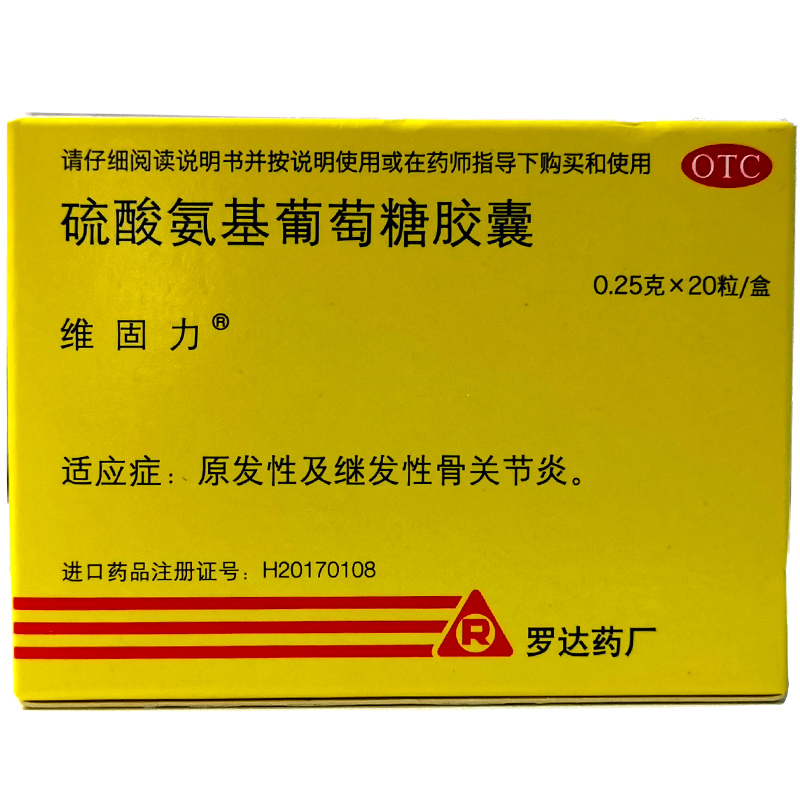 请仔细阅读说明书并按说明使用或在药师指导下购买和使用
OTC
硫酸氨基葡萄糖胶囊
0.25克×20粒/盒
维固力®
适应症：原发性及继发性骨关节炎。
进口药品注册证号：H20170108
R
罗达药厂